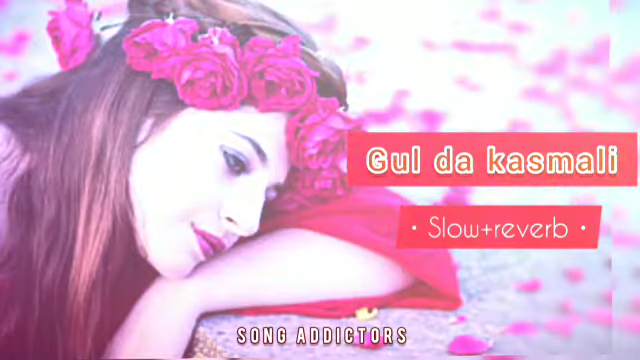 Gul da kasmali
• Slow+reverb •
SONG ADDICTORS